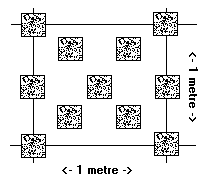 <- 1 metre ->
<- 1 metre ->